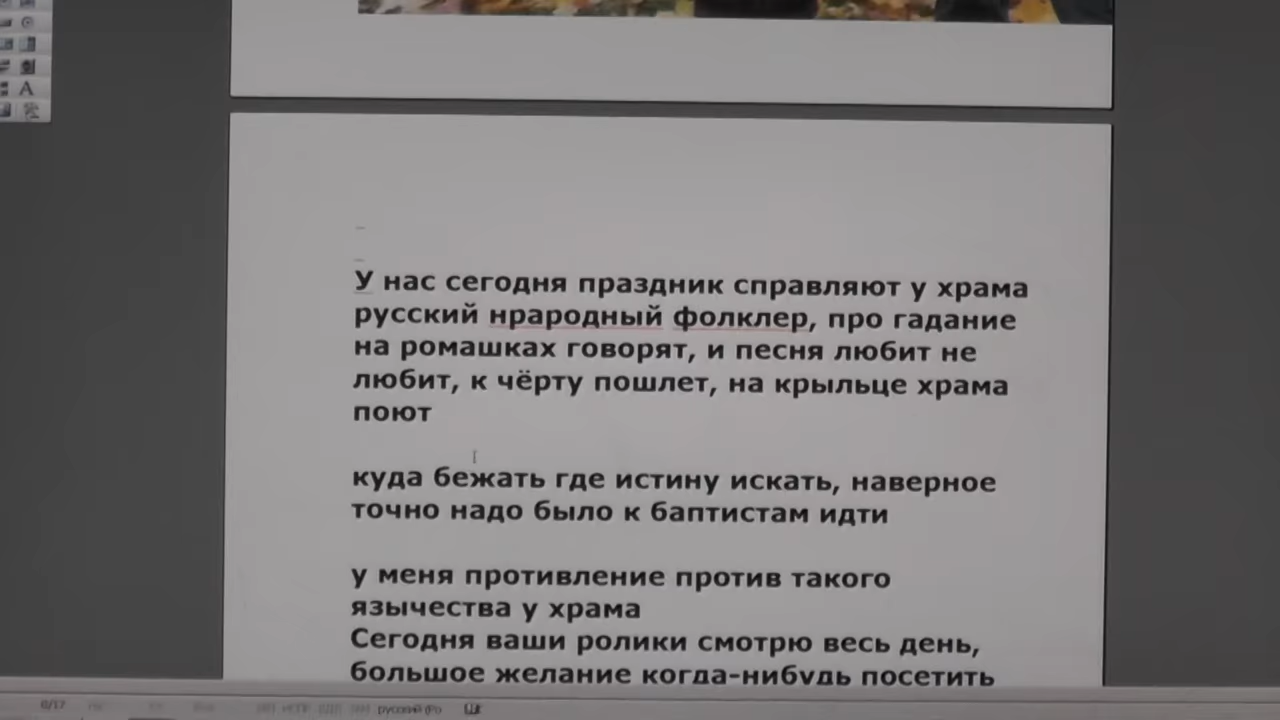 У нас сегодня праздник справляют у храма
русский нрародный фолклер, про гадание
на ромашках говорят, и песня любит не
любит, к чёрту пошлет, на крыльце храма
поют
куда бежать где истину искать, наверное
точно надо было к баптистам идти
у меня противление против такого
язычества у храма
Сегодня ваши ролики смотрю весь день,
большое желание когда-нибудь посетить